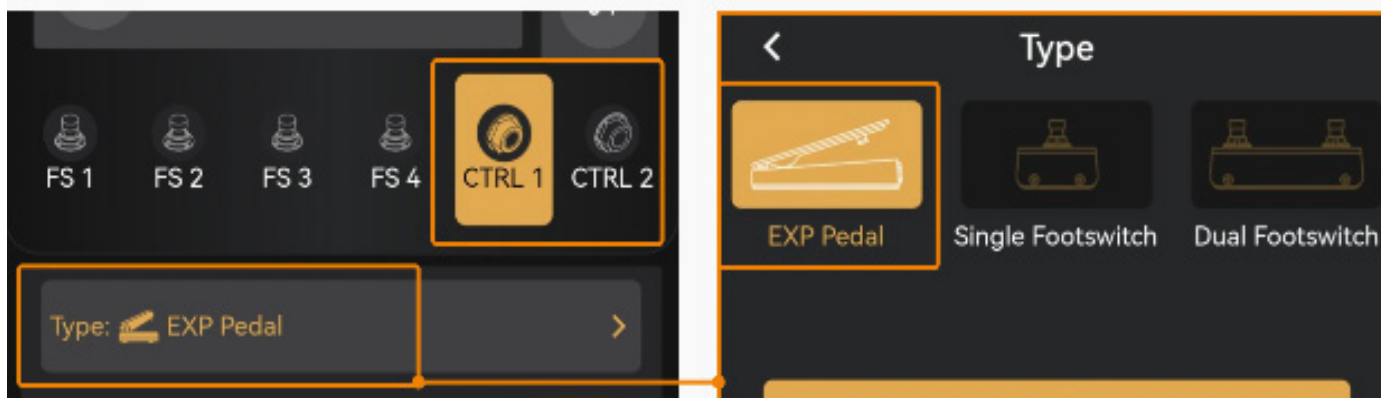 FS 1
FS 2
FS 3
FS 4
CTRL 1
CTRL 2
Type: EXP Pedal
Type
EXP Pedal
Single Footswitch
Dual Footswitch